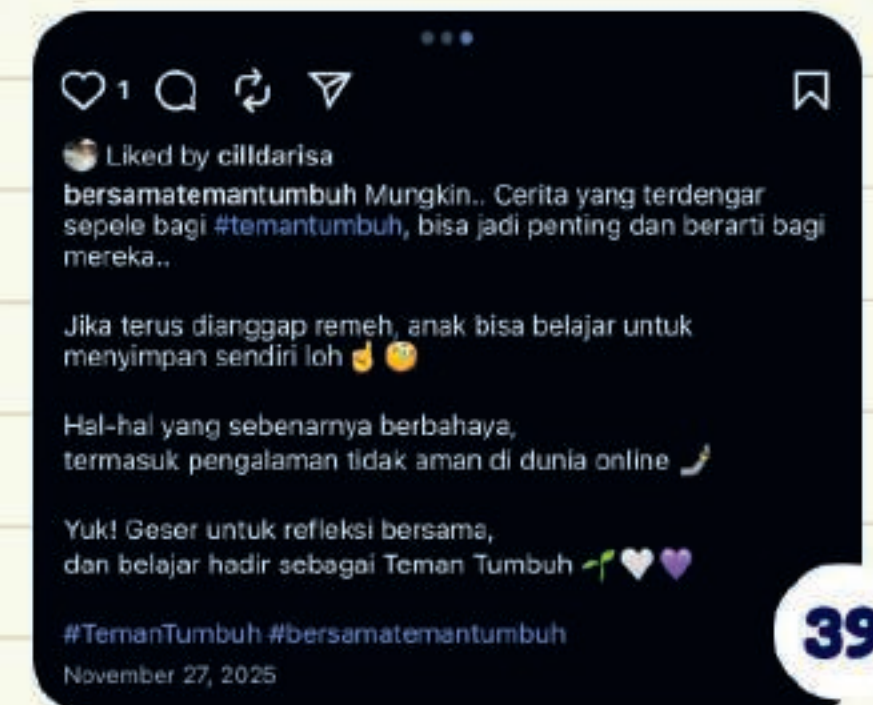 1
Liked by cilldarisa
bersamatemantumbuh Mungkin.. Cerita yang terdengar
sepele bagi #temantumbuh, bisa jadi penting dan berarti bagi
mereka..
Jika terus dianggap remeh, anak bisa belajar untuk
menyimpan sendiri loh ☝️🧐
Hal-hal yang sebenarnya berbahaya,
termasuk pengalaman tidak aman di dunia online 🤳
Yuk! Geser untuk refleksi bersama,
dan belajar hadir sebagai Teman Tumbuh 🌱🤍💜
#TemanTumbuh #bersamatemantumbuh
November 27, 2025
39